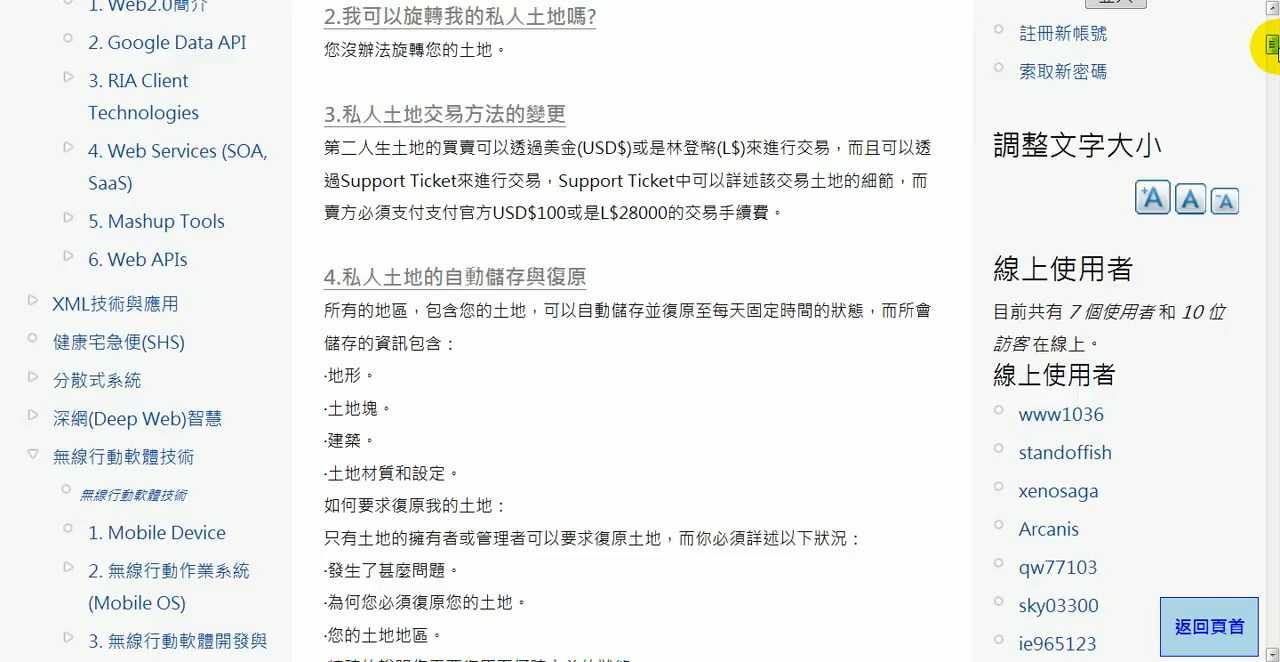 1. Web2.0簡介
2. Google Data API
3. RIA Client
Technologies
4. Web Services (SOA,
SaaS)
5. Mashup Tools
6. Web APIs
XML技術與應用
健康宅急便(SHS)
分散式系統
深網(Deep Web)智慧
無線行動軟體技術
無線行動軟體技術
1. Mobile Device
2. 無線行動作業系統
(Mobile OS)
3. 無線行動軟體開發與
2.我可以旋轉我的私人土地嗎?
您沒辦法旋轉您的土地。
3.私人土地交易方法的變更
第二人生土地的買賣可以透過美金(USD$)或是林登幣(L$)來進行交易，而且可以透
過Support Ticket來進行交易，Support Ticket中可以詳述該交易土地的細節，而
賣方必須支付支付官方USD$100或是L$28000的交易手續費。
4.私人土地的自動儲存與復原
所有的地區，包含您的土地，可以自動儲存並復原至每天固定時間的狀態，而所會
儲存的資訊包含：
·地形。
·土地塊。
·建築。
·土地材質和設定。
如何要求復原我的土地：
只有土地的擁有者或管理者可以要求復原土地，而你必須詳述以下狀況：
·發生了甚麼問題。
·為何您必須復原您的土地。
·您的土地地區。
登入
註冊新帳號
索取新密碼
調整文字大小
+A A -A
線上使用者
目前共有 7 個使用者 和 10 位
訪客 在線上。
線上使用者
www1036
standoffish
xenosaga
Arcanis
qw77103
sky03300
ie965123
返回頁首